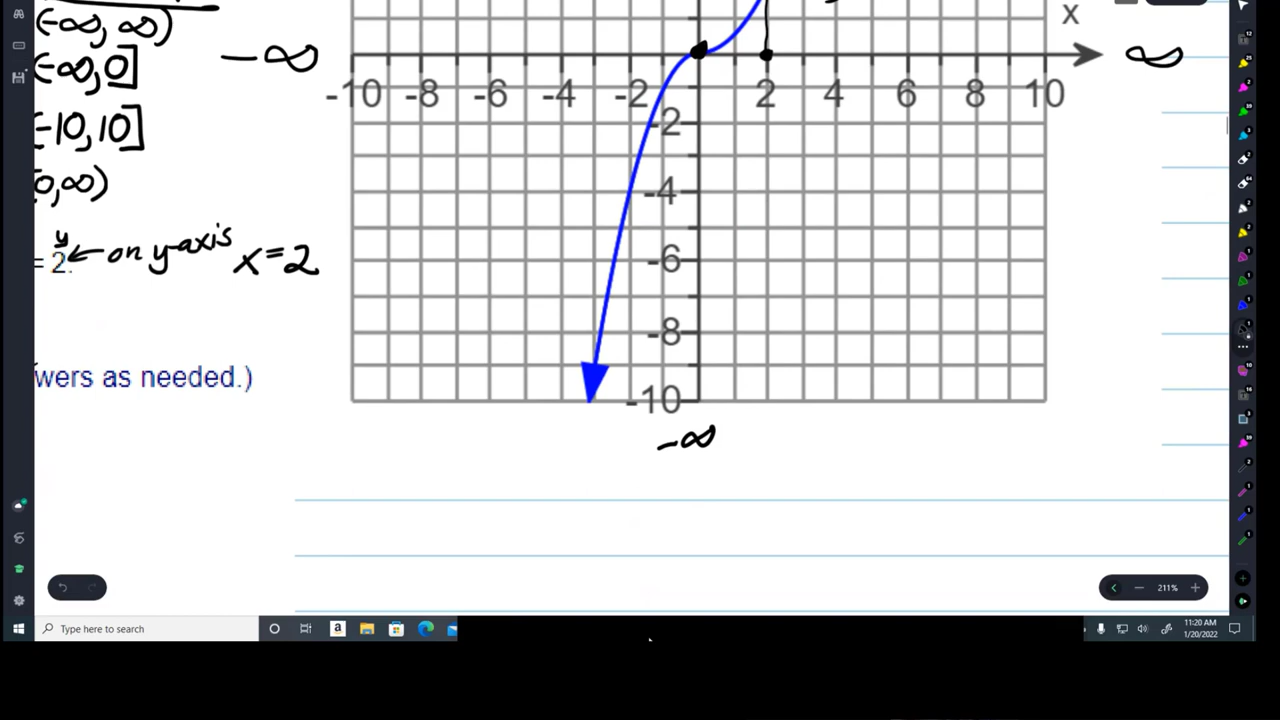 (-∞, ∞)
(-∞, 0]
[-10, 10]
(0, ∞)
y
= 2. ← on y-axis x = 2
wers as needed.)
x
-∞
∞
-10 -8 -6 -4 -2 2 4 6 8 10
-2
-4
-6
-8
-10
-∞
211%
Type here to search
a
11:20 AM
1/20/2022